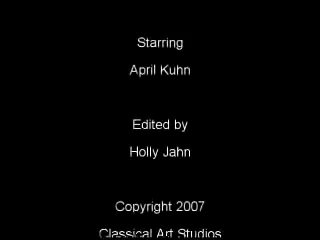 Starring
April Kuhn
Edited by
Holly Jahn
Copyright 2007
Classical Art Studios